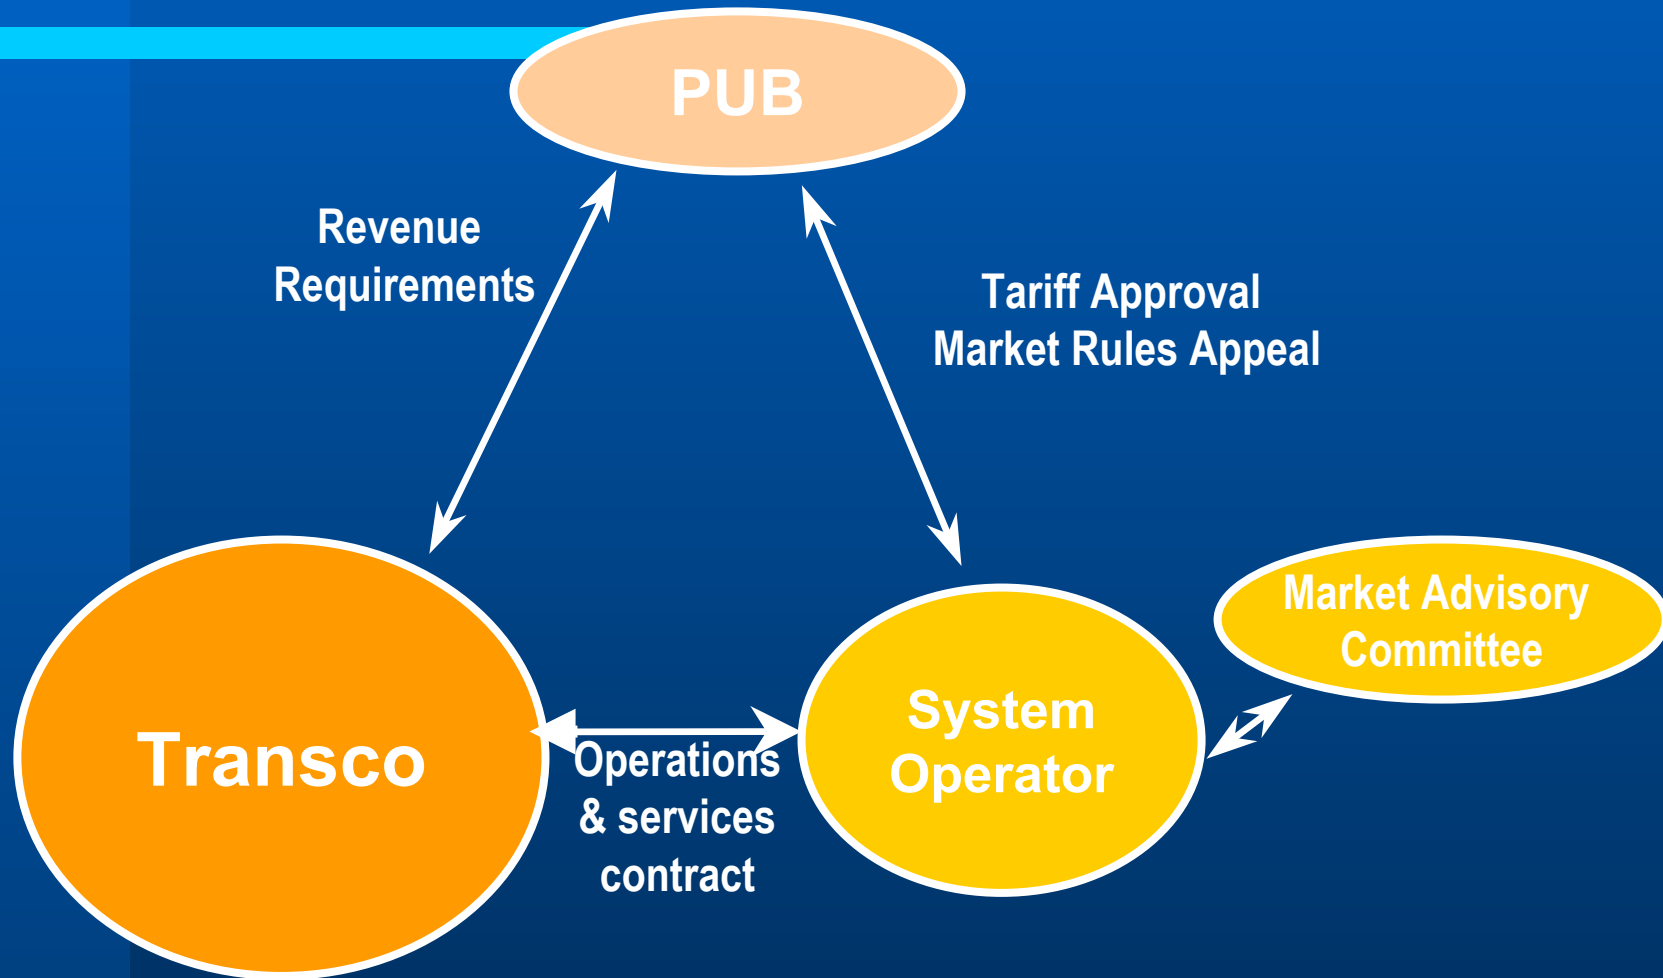 PUB
Revenue
Requirements
Tariff Approval
Market Rules Appeal
Market Advisory
Committee
System
Operator
Transco
Operations
& services
contract